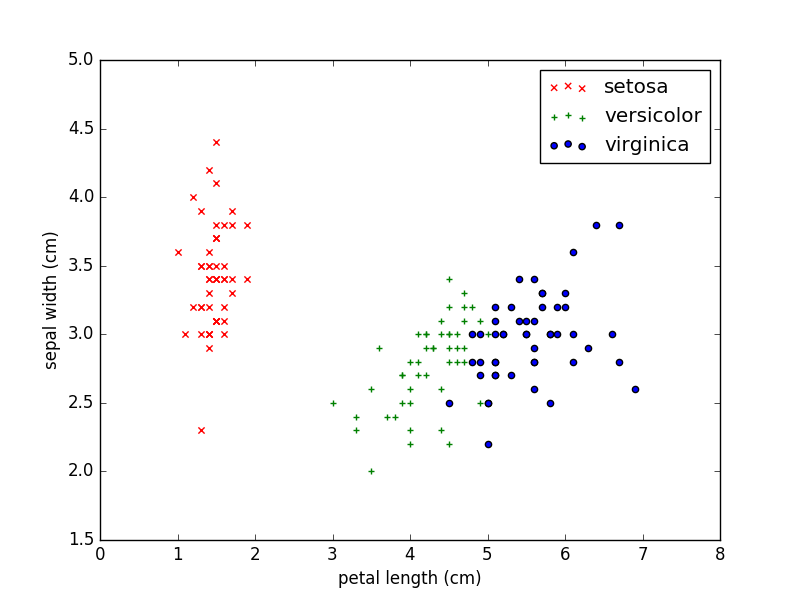 5.0
4.5
4.0
3.5
3.0
2.5
2.0
1.5
sepal width (cm)
setosa
versicolor
virginica
0 1 2 3 4 5 6 7 8
petal length (cm)